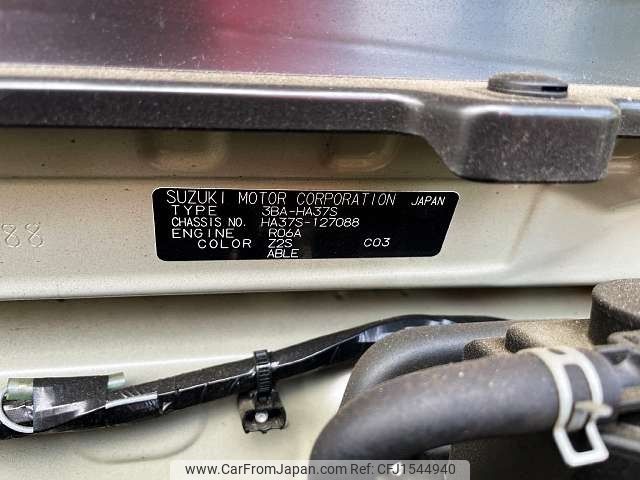 SUZUKI MOTOR CORPORATION JAPAN
TYPE 3BA-HA37S
CHASSIS NO. HA37S-127088
ENGINE R06A
COLOR Z2S C03
ABLE
88
www.CarFromJapan.com - CFJ1544940